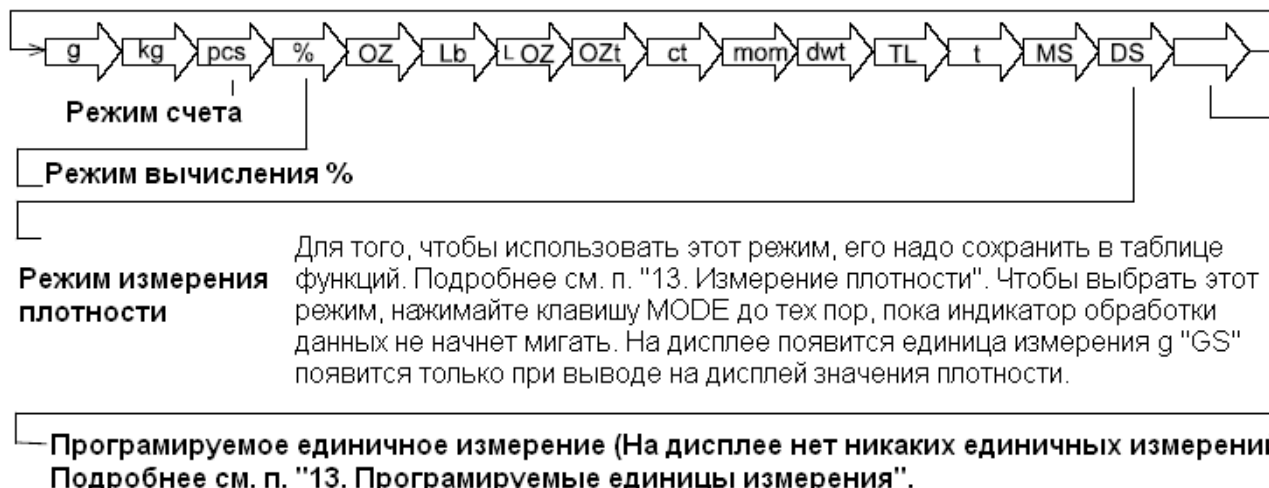 g kg pcs % OZ Lb L OZ OZt ct mom dwt TL t MS DS
Режим счета
Режим вычисления %
Режим измерения плотности
Для того, чтобы использовать этот режим, его надо сохранить в таблице
функций. Подробнее см. п. "13. Измерение плотности". Чтобы выбрать этот
режим, нажимайте клавишу MODE до тех пор, пока индикатор обработки
данных не начнет мигать. На дисплее появится единица измерения g "GS"
появится только при выводе на дисплей значения плотности.
Програмируемое единичное измерение (На дисплее нет никаких единичных измерени
Подробнее см. п. "13. Програмируемые единицы измерения".